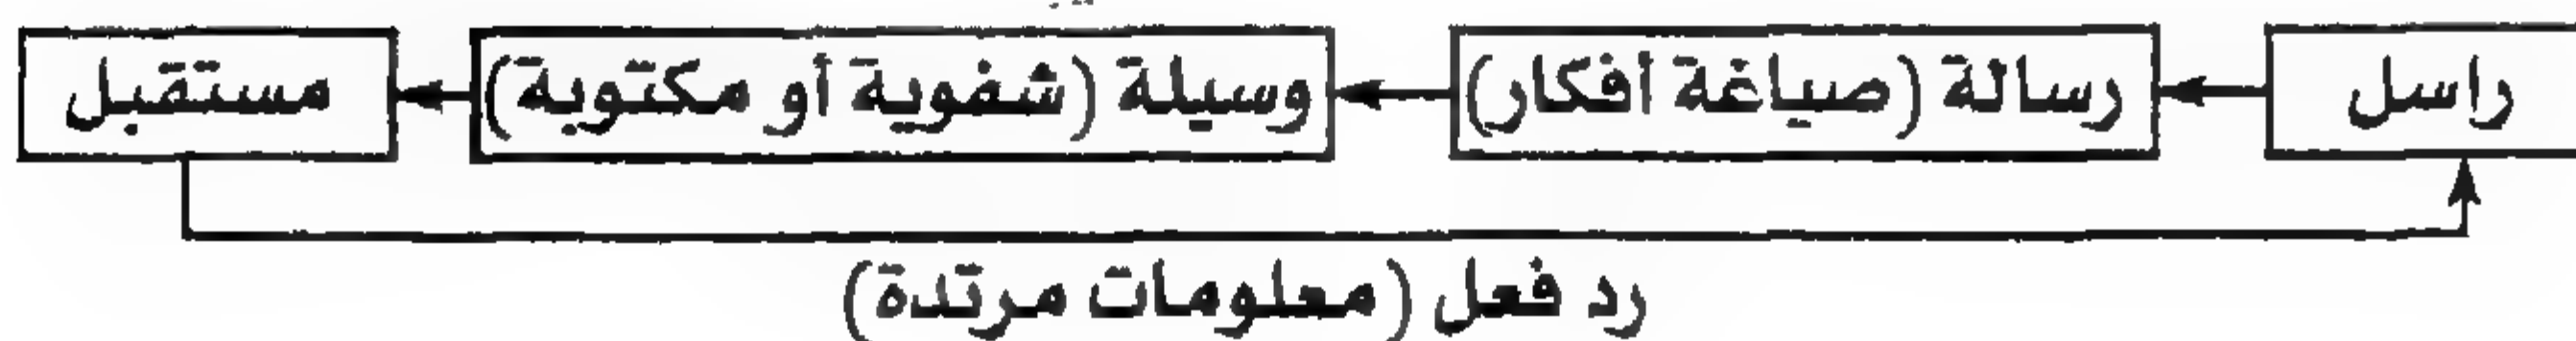 راسل رسالة (صياغة أفكار) وسيلة (شفوية أو مكتوبة) مستقبل
رد فعل (معلومات مرتدة)